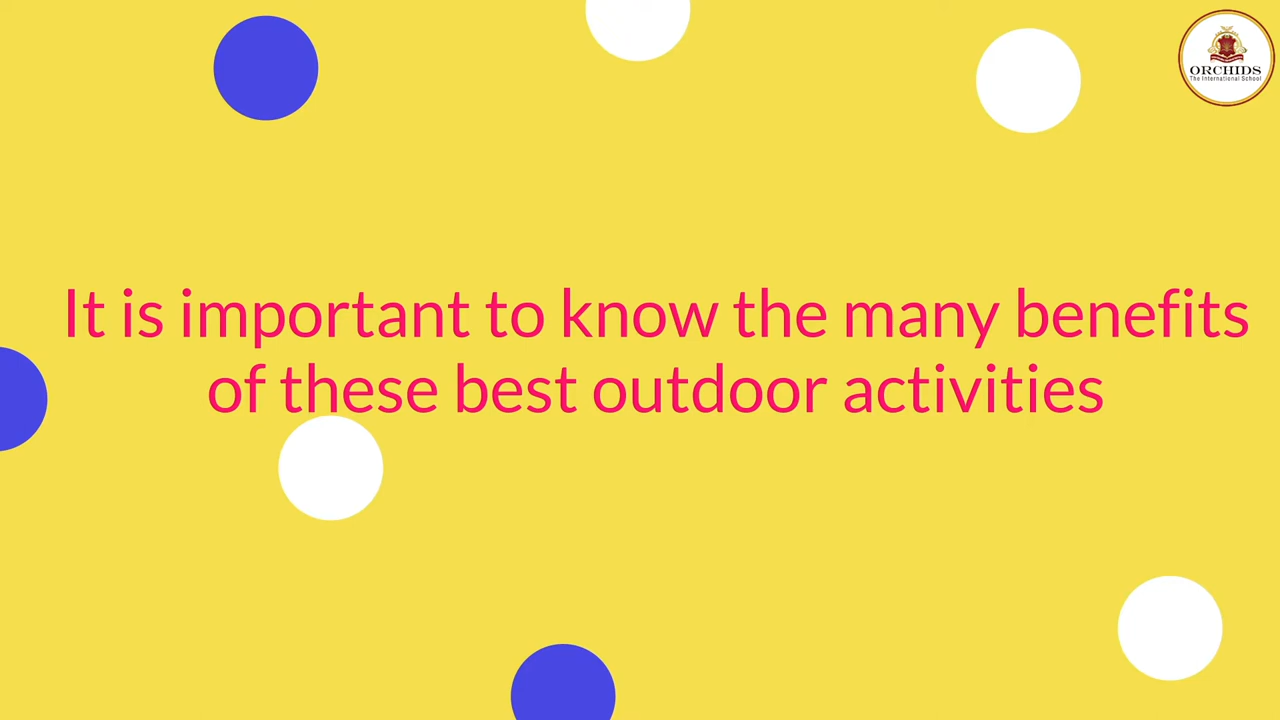 ORCHIDS
The International School
It is important to know the many benefits
of these best outdoor activities